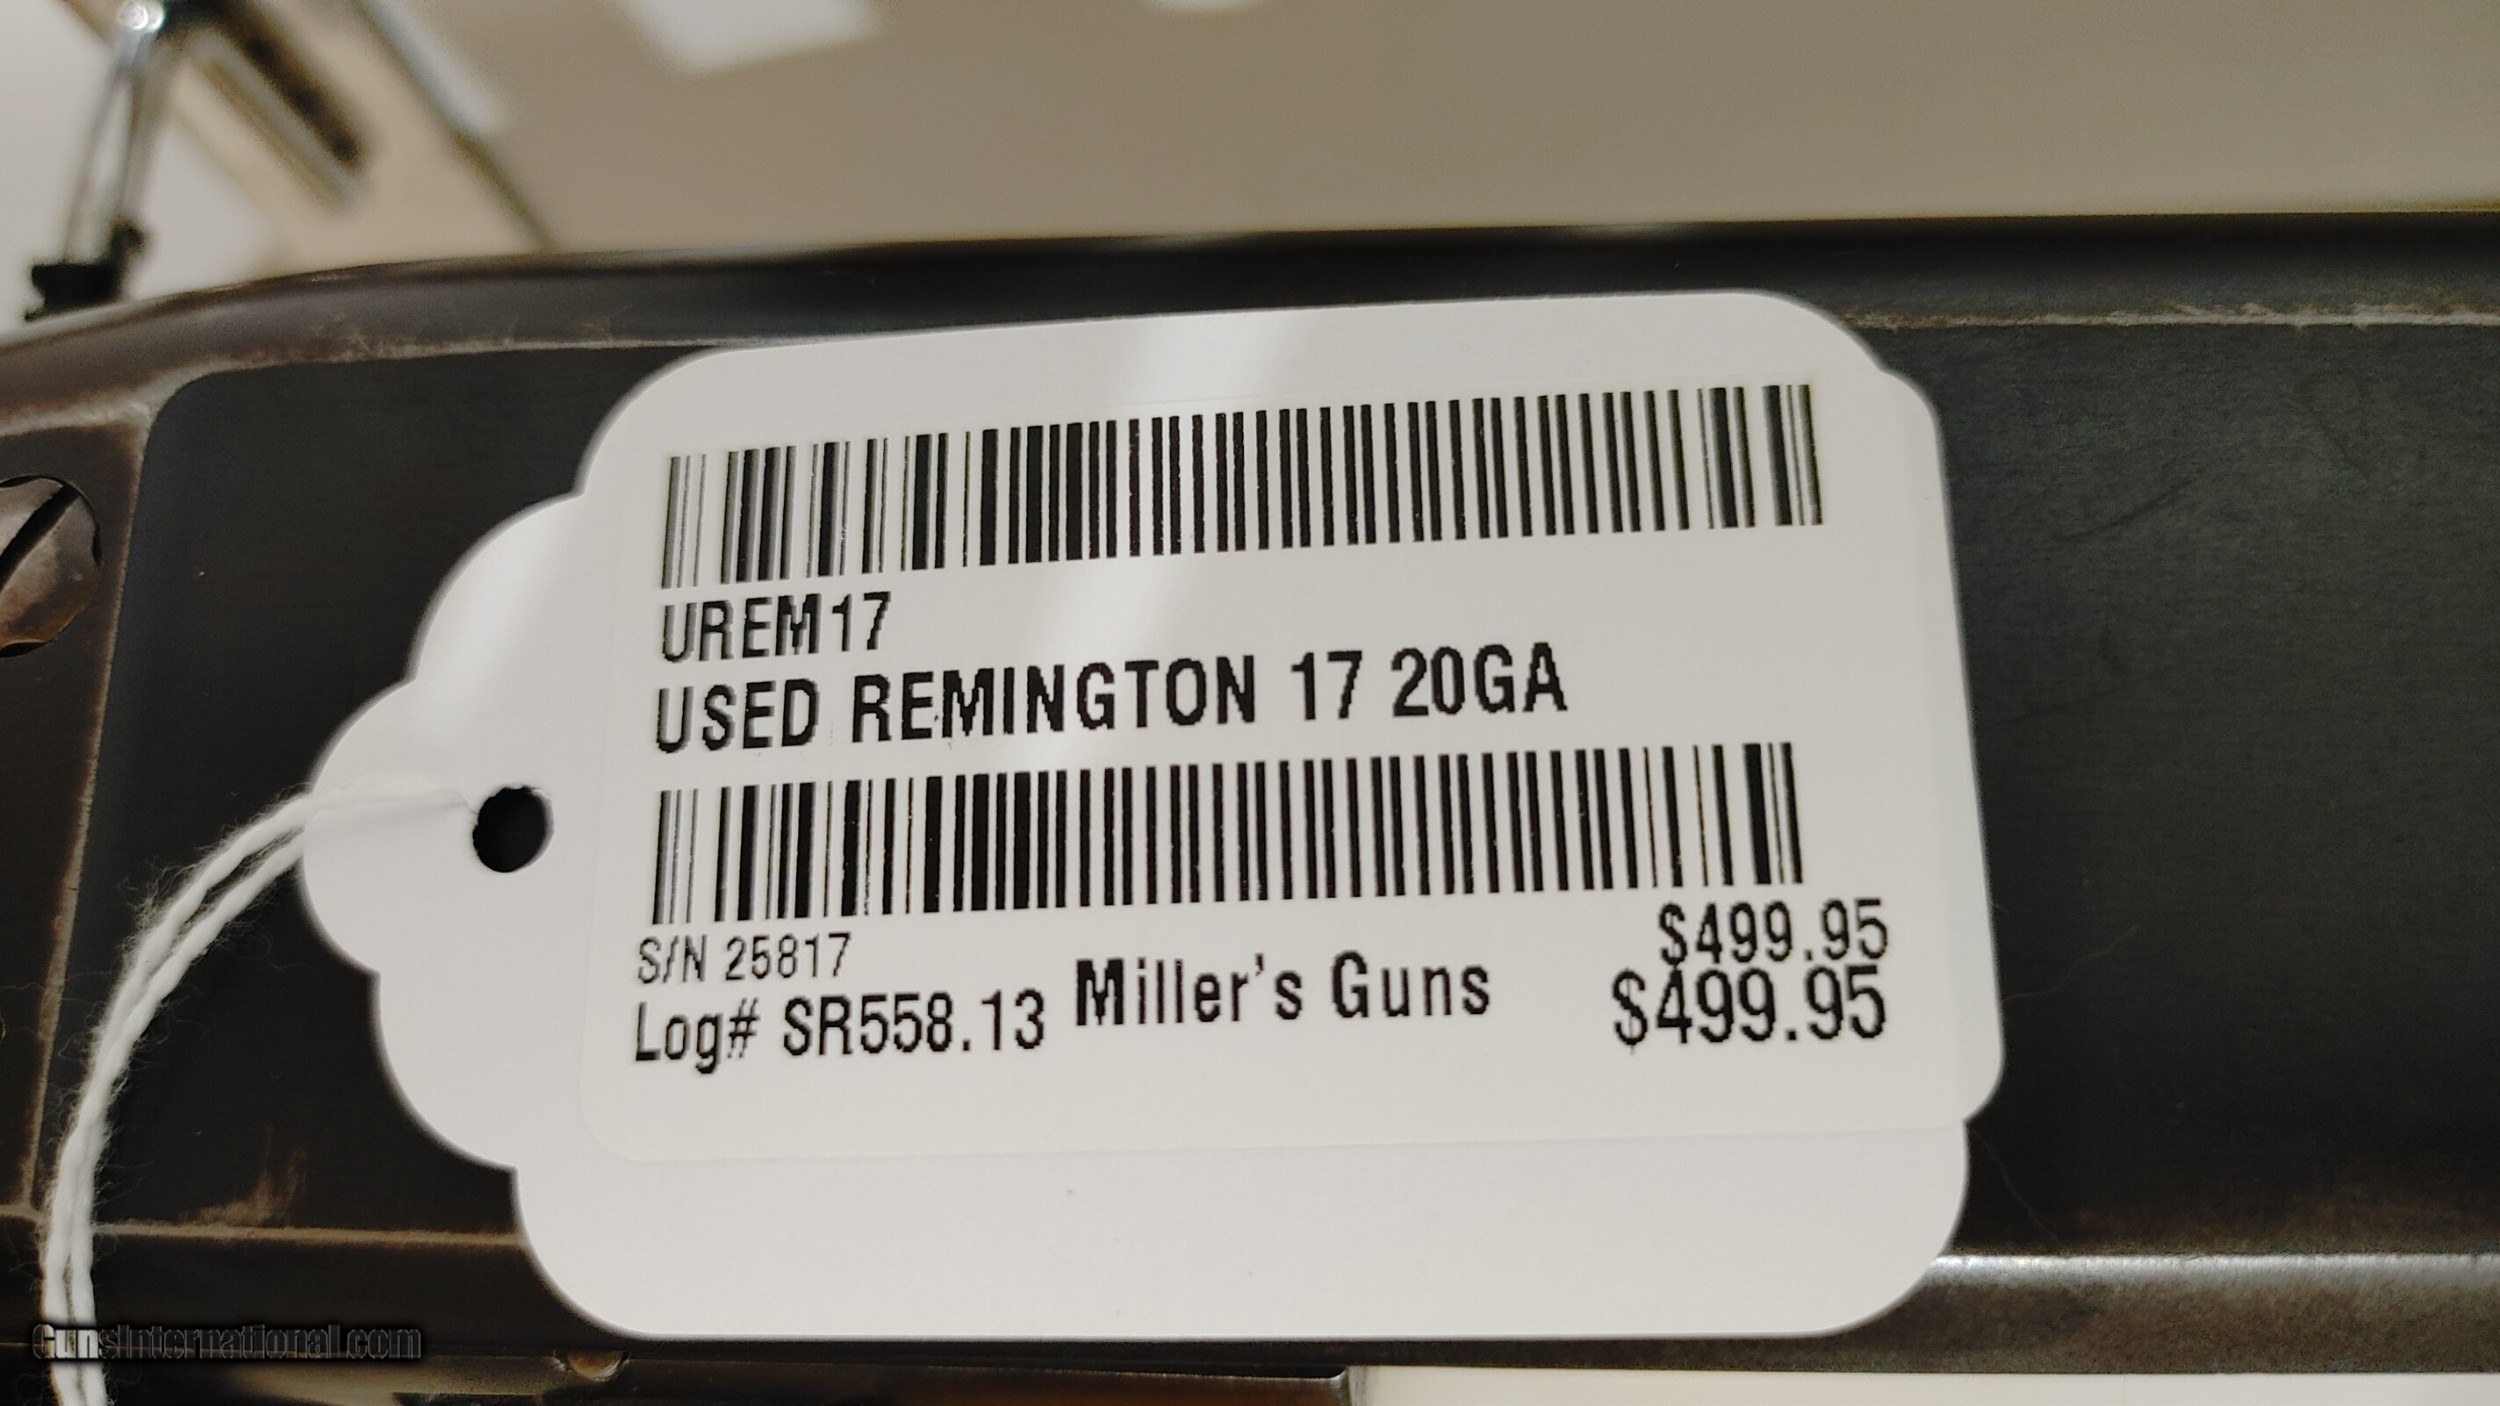 UREM17
USED REMINGTON 17 20GA
S/N 25817
$499.95
Log# SR558.13 Miller's Guns $499.95
GunsInternational.com